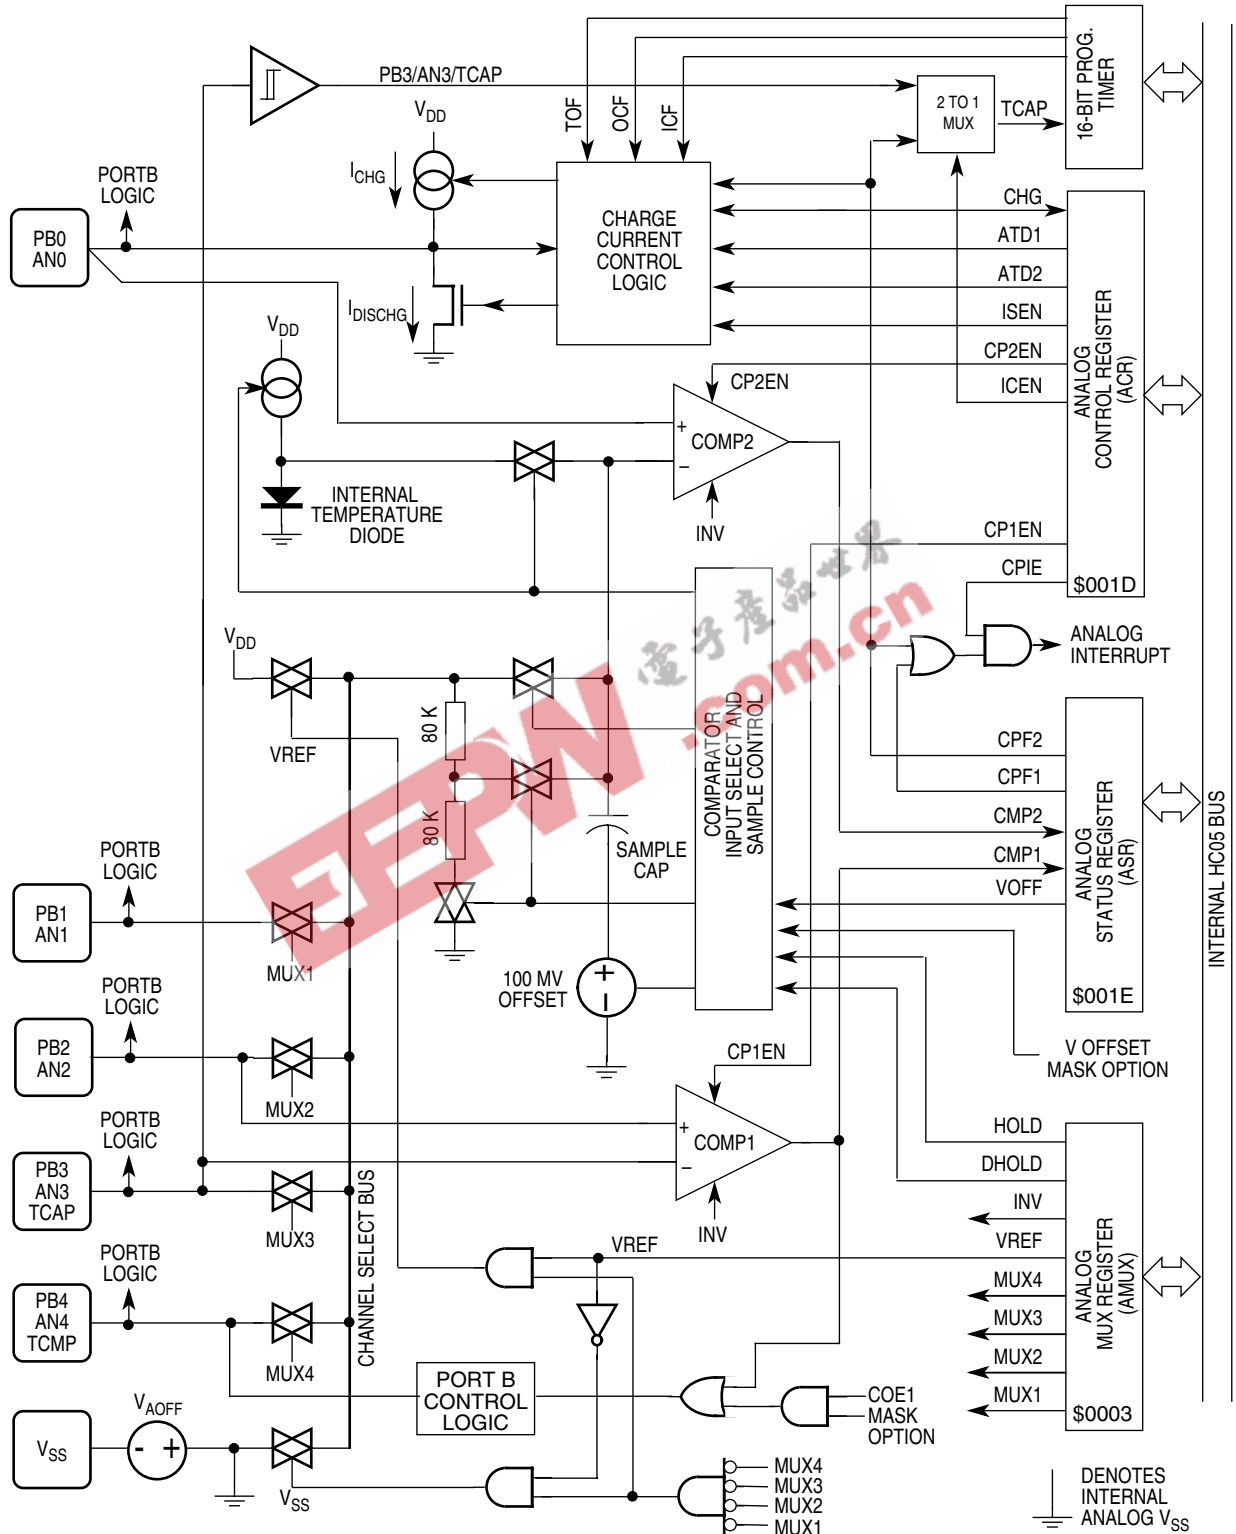 PB3/AN3/TCAP
TOF
OCF
ICF
2 TO 1
MUX
TCAP
16-BIT PROG.
TIMER
VDD
ICHG
PORTB
LOGIC
PB0
AN0
CHARGE
CURRENT
CONTROL
LOGIC
CHG
ATD1
ATD2
ISEN
CP2EN
ICEN
IDISCHG
VDD
CP2EN
+
COMP2
–
INV
ANALOG
CONTROL REGISTER
(ACR)
INTERNAL
TEMPERATURE
DIODE
CP1EN
CPIE
$001D
電子産品世界
EEPW.com.cn
ANALOG
INTERRUPT
VDD
VREF
80 K
80 K
COMPARATOR
INPUT SELECT AND
SAMPLE CONTROL
SAMPLE
CAP
CPF2
CPF1
CMP2
CMP1
VOFF
ANALOG
STATUS REGISTER
(ASR)
$001E
INTERNAL HC05 BUS
PORTB
LOGIC
PB1
AN1
MUX1
100 MV
OFFSET
+
–
PORTB
LOGIC
PB2
AN2
MUX2
V OFFSET
MASK OPTION
CP1EN
+
COMP1
–
INV
PORTB
LOGIC
PB3
AN3
TCAP
MUX3
CHANNEL SELECT BUS
HOLD
DHOLD
INV
VREF
MUX4
MUX3
MUX2
MUX1
ANALOG
MUX REGISTER
(AMUX)
$0003
VREF
PORTB
LOGIC
PB4
AN4
TCMP
MUX4
PORT B
CONTROL
LOGIC
COE1
MASK
OPTION
VAOFF
VSS
- +
VSS
MUX4
MUX3
MUX2
MUX1
DENOTES
INTERNAL
ANALOG VSS